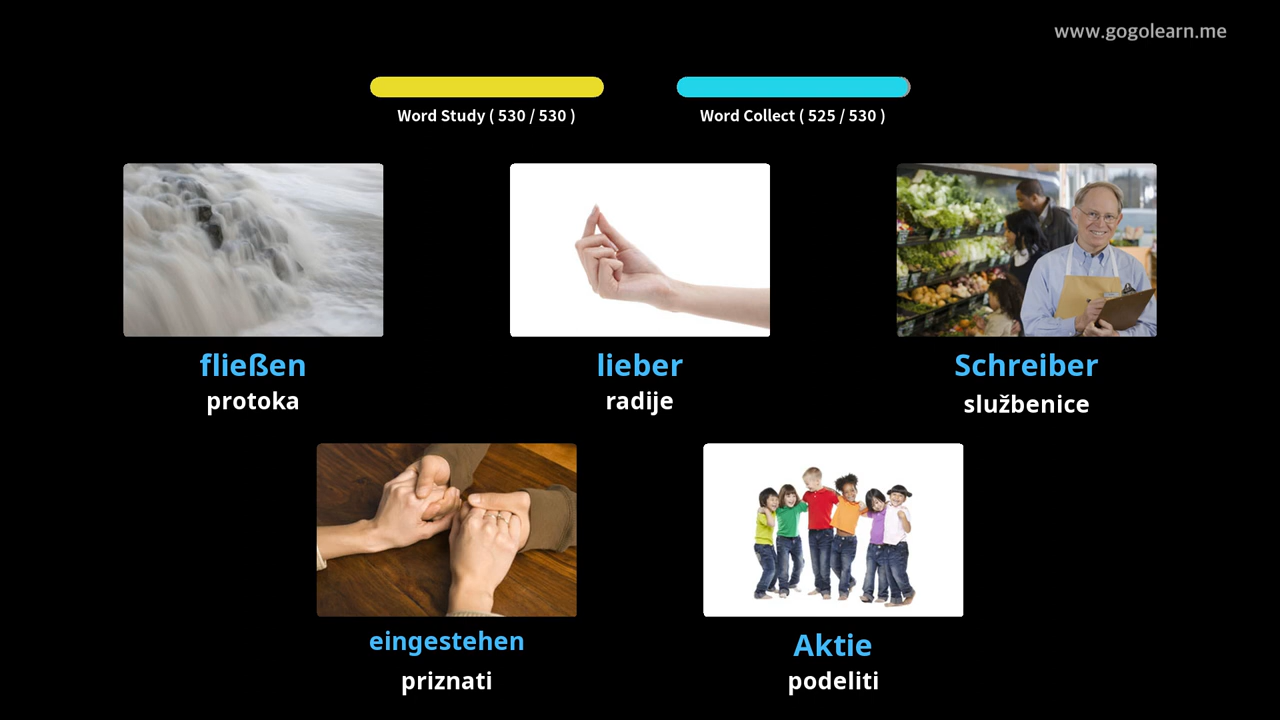 www.gogolearn.me
Word Study ( 530 / 530 )
Word Collect ( 525 / 530 )
fließen
protoka
lieber
radije
Schreiber
službenice
eingestehen
priznati
Aktie
podeliti